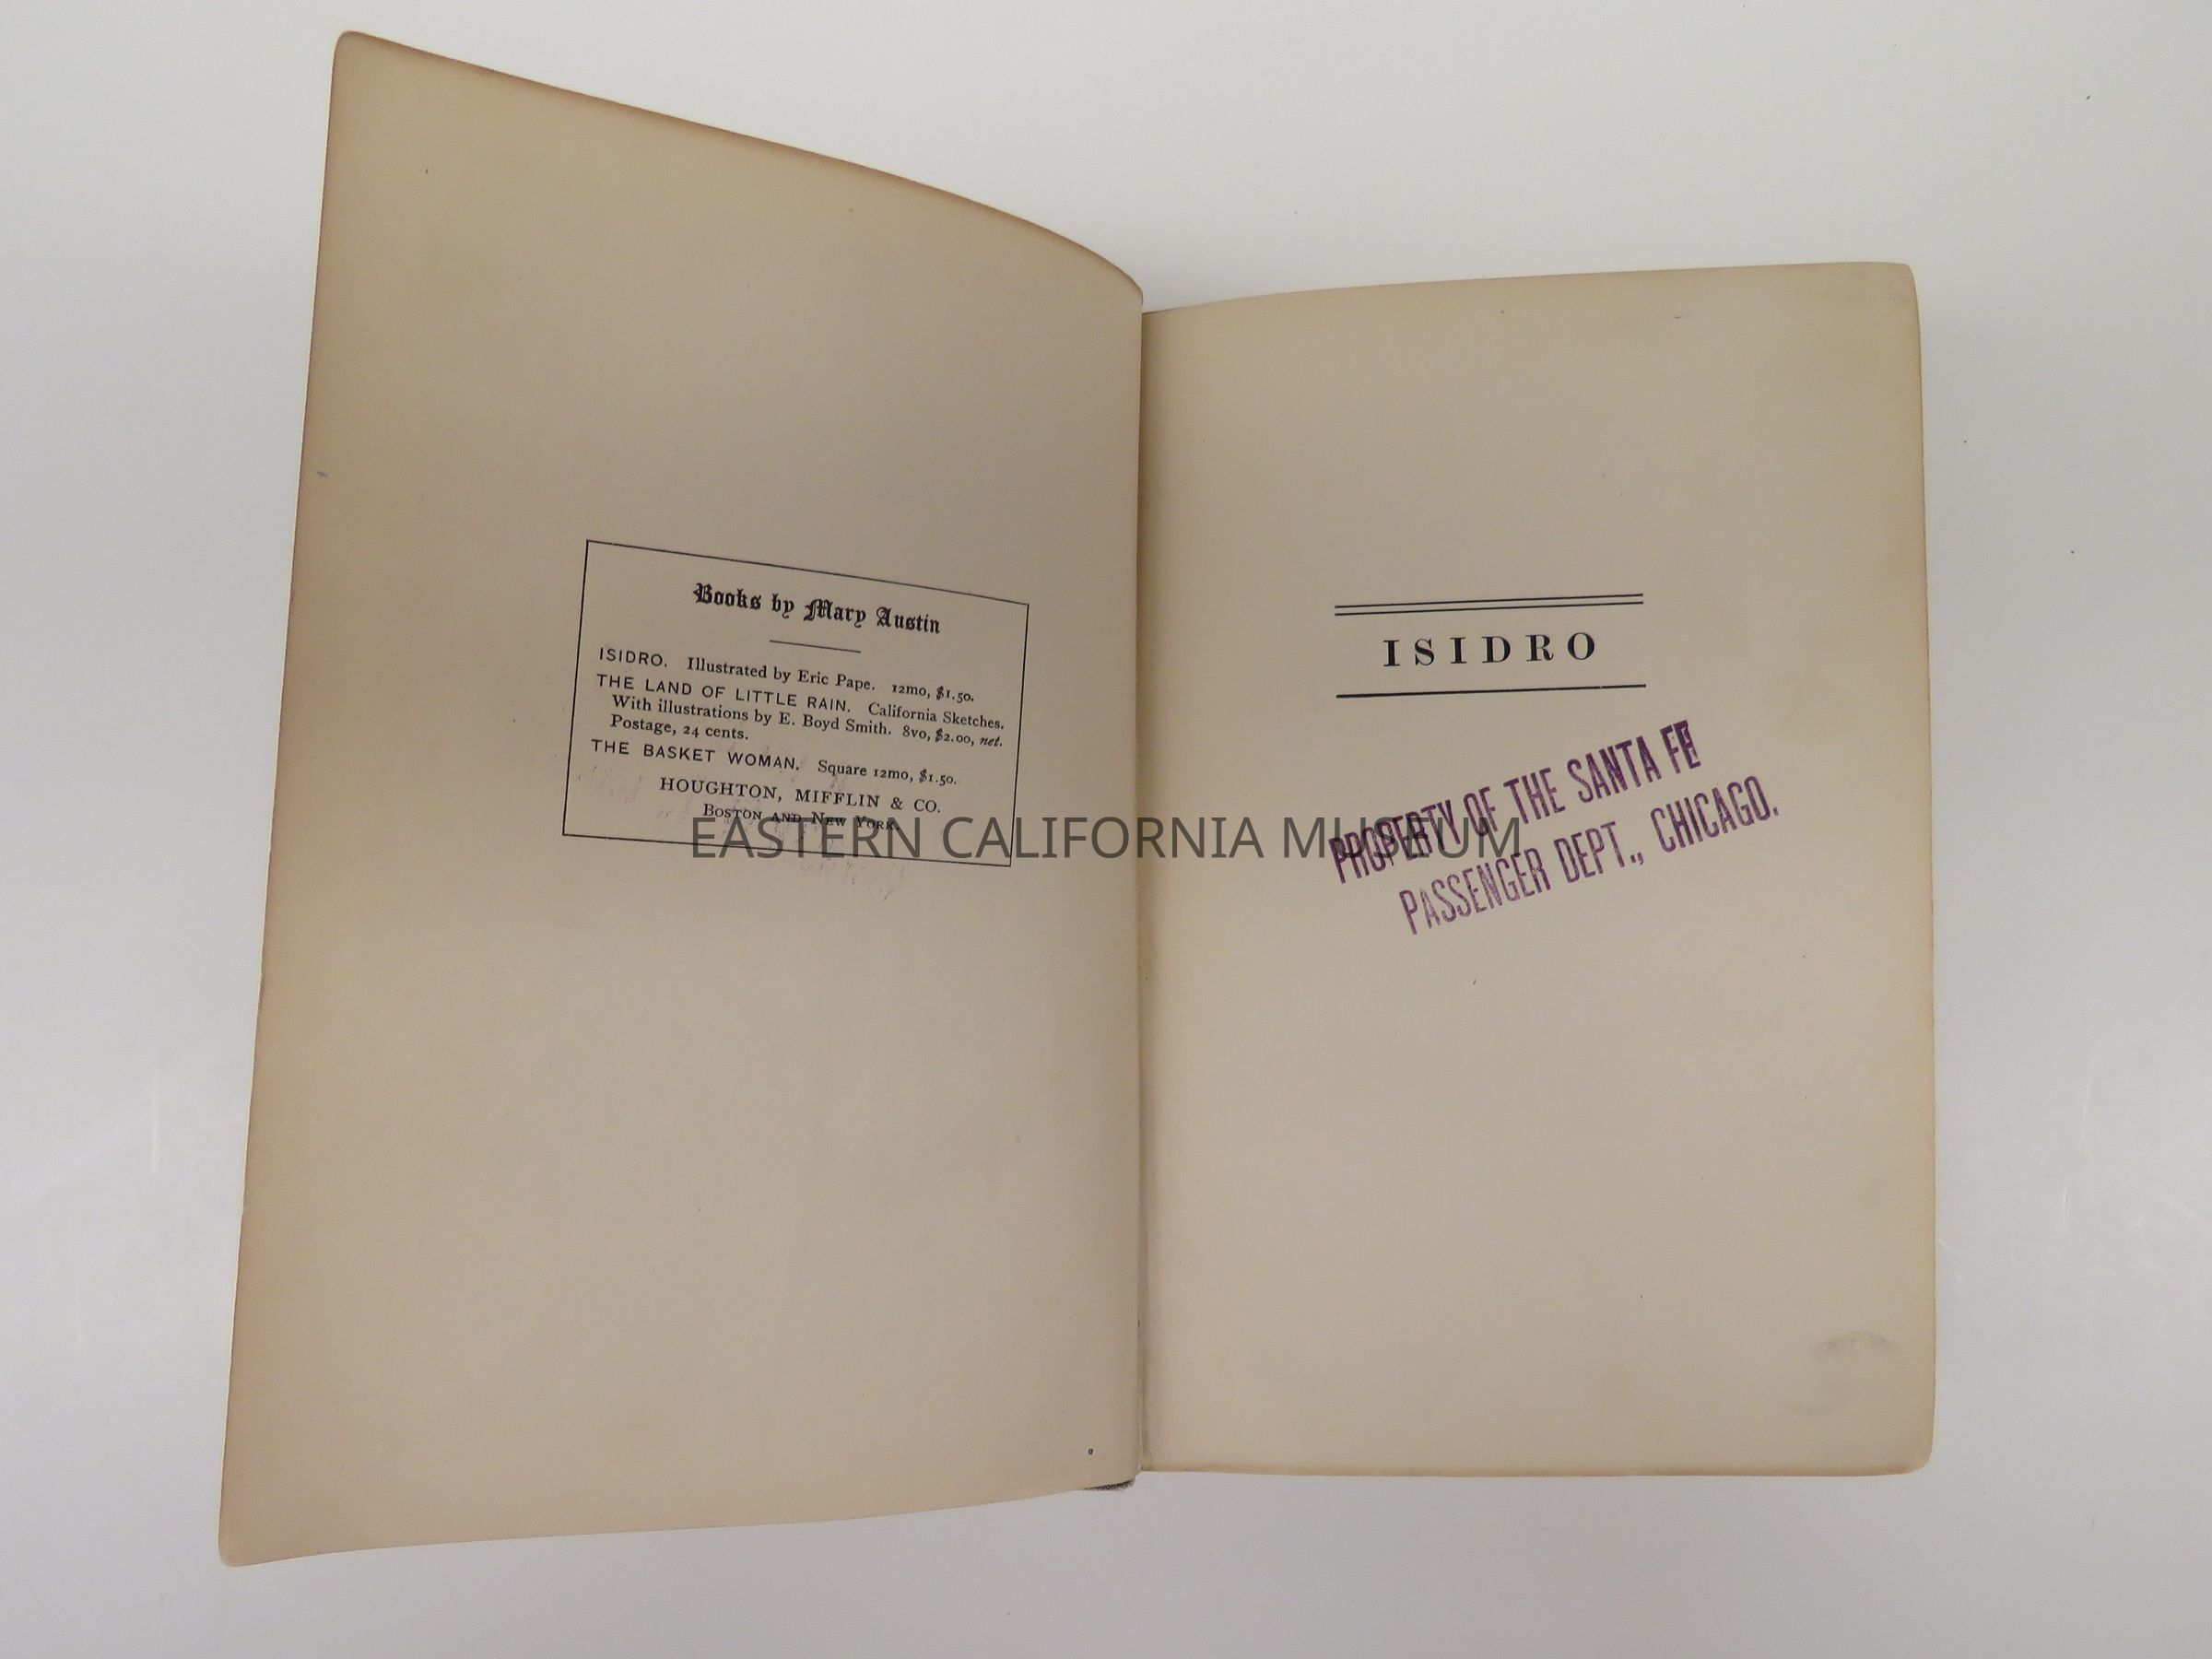 Books by Mary Austin
ISIDRO. Illustrated by Eric Pape. 12mo, $1.50.
THE LAND OF LITTLE RAIN. California Sketches.
With illustrations by E. Boyd Smith. 8vo, $2.00, net.
Postage, 24 cents.
THE BASKET WOMAN. Square 12mo, $1.50.
HOUGHTON, MIFFLIN & CO.
BOSTON AND NEW YORK.
ISIDRO
PROPERTY OF THE SANTA FE
PASSENGER DEPT., CHICAGO.
EASTERN CALIFORNIA MUSEUM